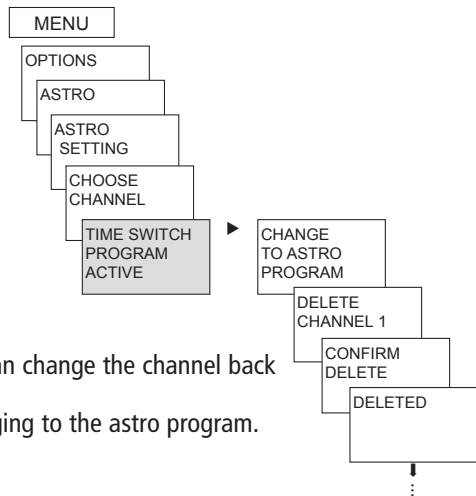 MENU
OPTIONS
ASTRO
ASTRO
SETTING
CHOOSE
CHANNEL
TIME SWITCH
PROGRAM
ACTIVE
CHANGE
TO ASTRO
PROGRAM
DELETE
CHANNEL 1
CONFIRM
DELETE
DELETED
an change the channel back
ging to the astro program.